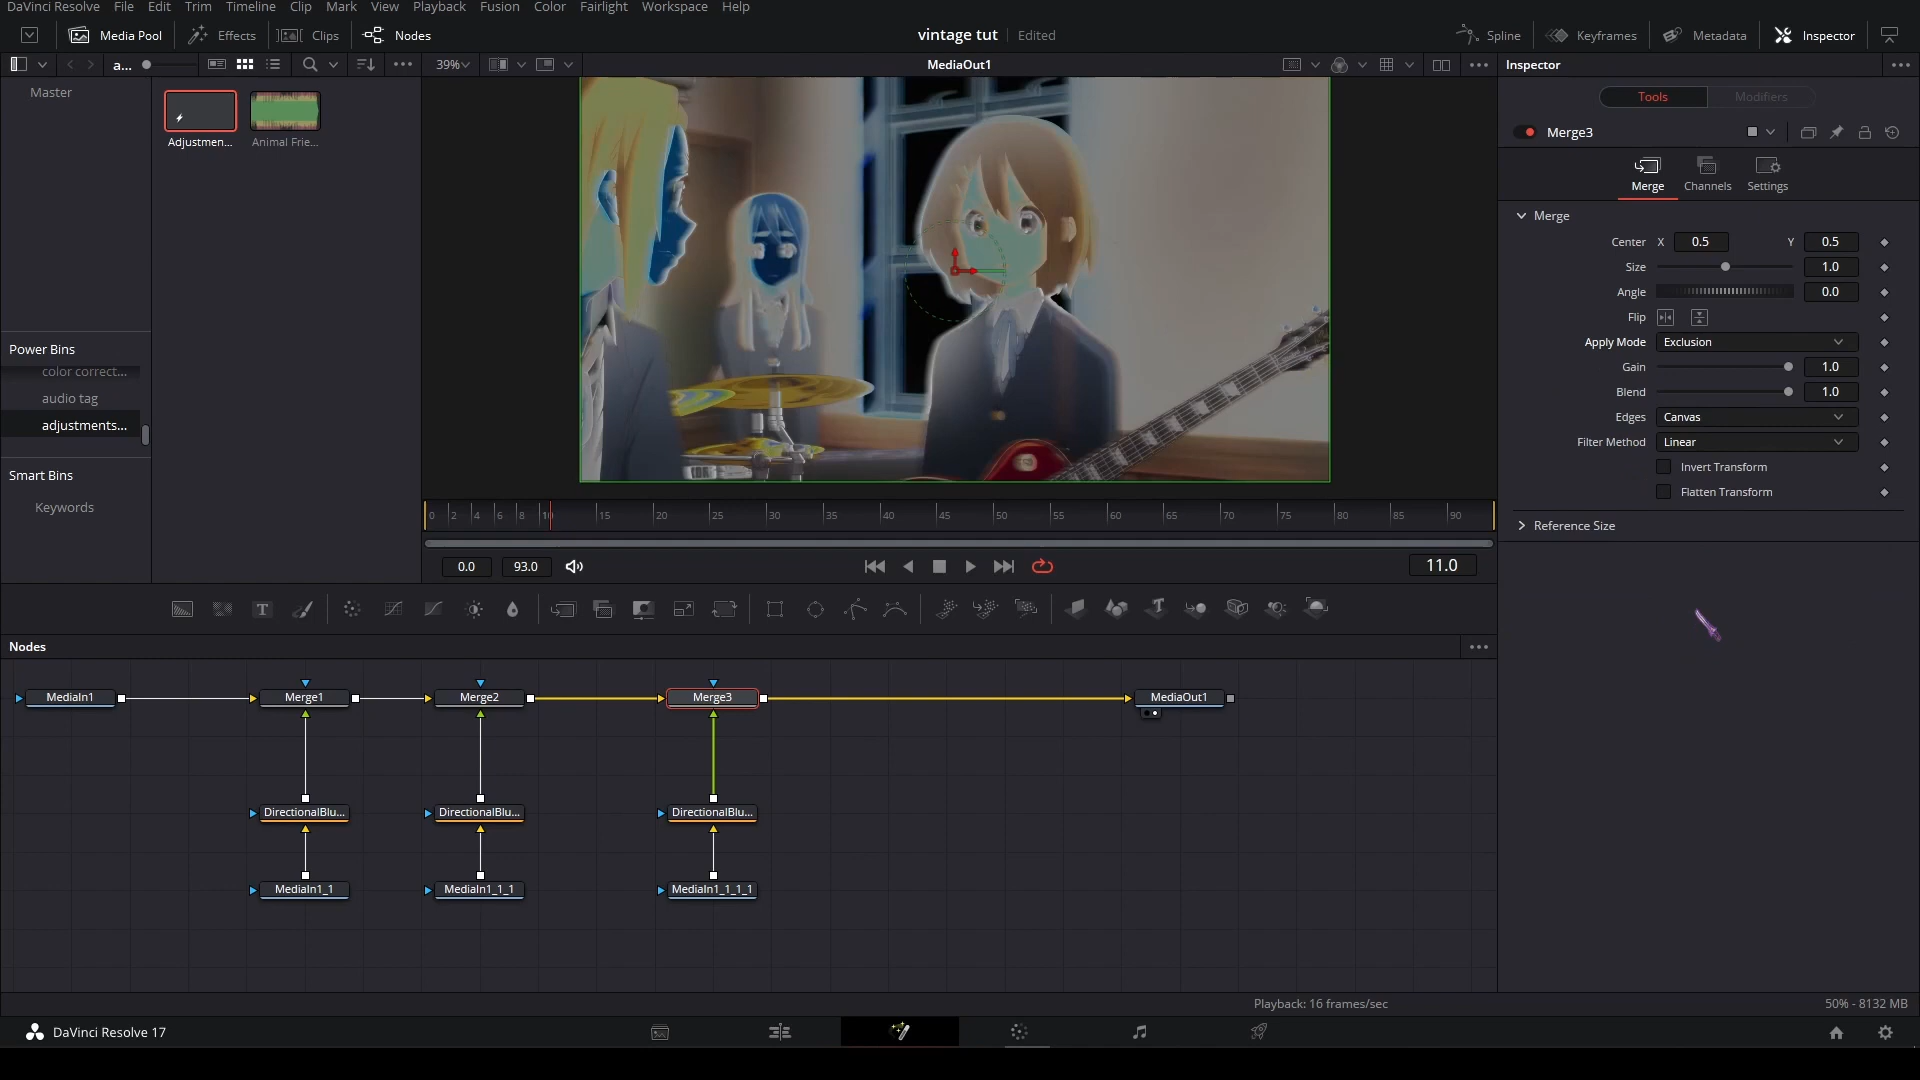 DaVinci Resolve File Edit Trim Timeline Clip Mark View Playback Fusion Color Fairlight Workspace Help
Media Pool Effects Clips Nodes vintage tut Edited Spline Keyframes Metadata Inspector
a... 39% MediaOut1 Inspector
Master
Adjustmen... Animal Frie...
Tools Modifiers
Merge3
Merge Channels Settings
Merge
Center X 0.5 Y 0.5
Size 1.0
Angle 0.0
Flip
Apply Mode Exclusion
Gain 1.0
Blend 1.0
Edges Canvas
Filter Method Linear
Invert Transform
Flatten Transform
Reference Size
Power Bins
color correct...
audio tag
adjustments...
Smart Bins
Keywords
0 2 4 6 8 10 15 20 25 30 35 40 45 50 55 60 65 70 75 80 85 90
0.0 93.0 11.0
T
Nodes
MediaIn1 Merge1 Merge2 Merge3 MediaOut1
DirectionalBlu... DirectionalBlu... DirectionalBlu...
MediaIn1_1 MediaIn1_1_1 MediaIn1_1_1_1
Playback: 16 frames/sec 50% - 8132 MB
DaVinci Resolve 17